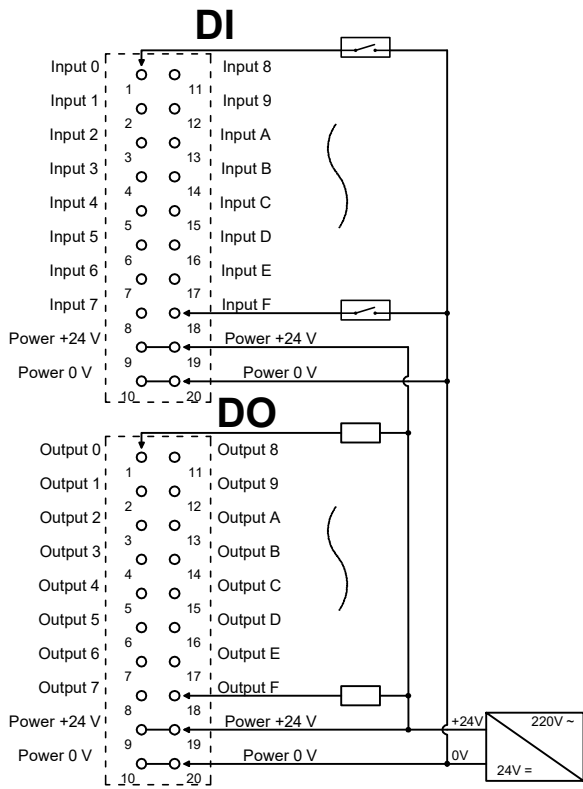 DI
Input 0 Input 8
1 11
Input 1 Input 9
2 12
Input 2 Input A
3 13
Input 3 Input B
4 14
Input 4 Input C
5 15
Input 5 Input D
6 16
Input 6 Input E
7 17
Input 7 Input F
8 18
Power +24 V Power +24 V
9 19
Power 0 V Power 0 V
10 20
DO
Output 0 Output 8
1 11
Output 1 Output 9
2 12
Output 2 Output A
3 13
Output 3 Output B
4 14
Output 4 Output C
5 15
Output 5 Output D
6 16
Output 6 Output E
7 17
Output 7 Output F
8 18
Power +24 V Power +24 V +24V 220V ~
9 19
Power 0 V Power 0 V 0V
10 20 24V =